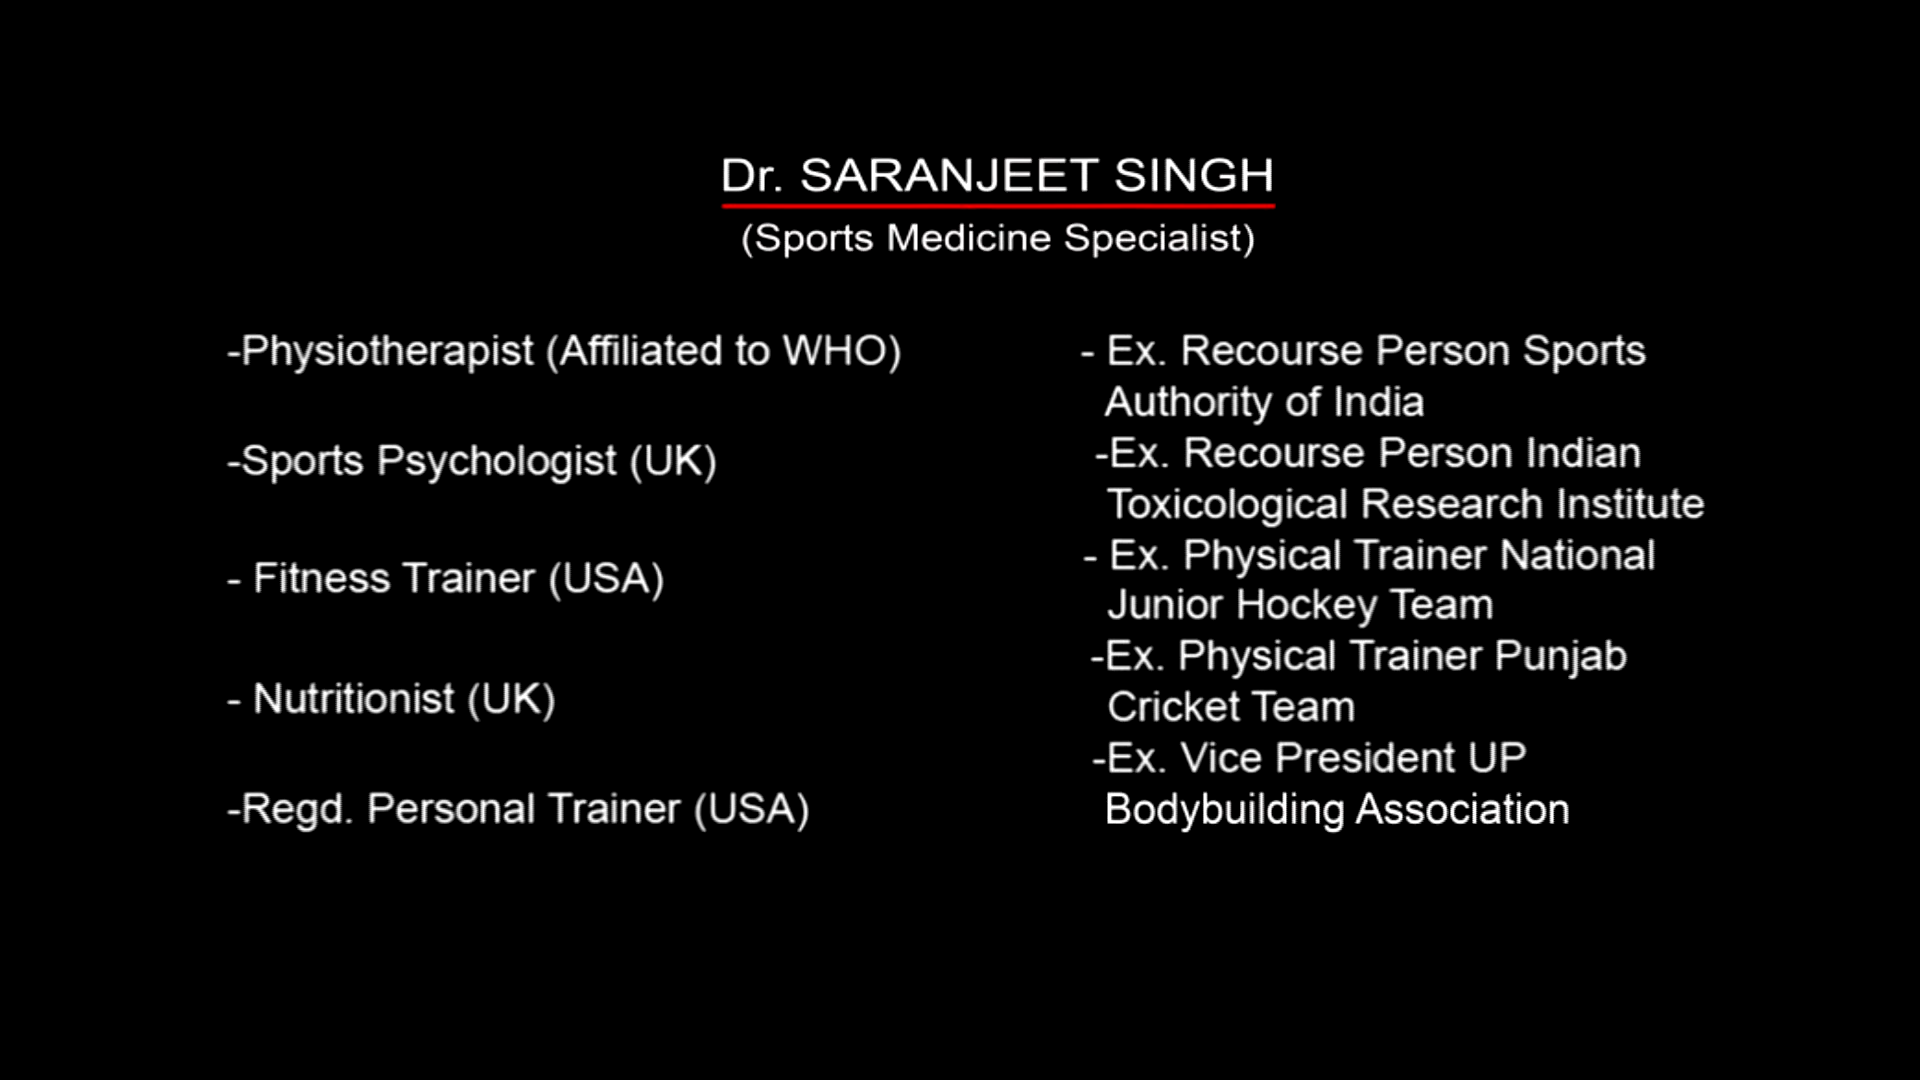 Dr. SARANJEET SINGH
(Sports Medicine Specialist)
-Physiotherapist (Affiliated to WHO)
-Sports Psychologist (UK)
- Fitness Trainer (USA)
- Nutritionist (UK)
-Regd. Personal Trainer (USA)
- Ex. Recourse Person Sports
Authority of India
-Ex. Recourse Person Indian
Toxicological Research Institute
- Ex. Physical Trainer National
Junior Hockey Team
-Ex. Physical Trainer Punjab
Cricket Team
-Ex. Vice President UP
Bodybuilding Association